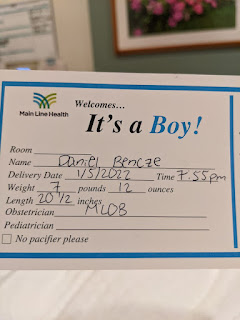 Main Line Health
Welcomes...
It's a Boy!
Room
Name Daniel Bencze
Delivery Date 1/5/2022 Time 7:55pm
Weight 7 pounds 12 ounces
Length 20 1/2 inches
Obstetrician MLOB
Pediatrician
No pacifier please